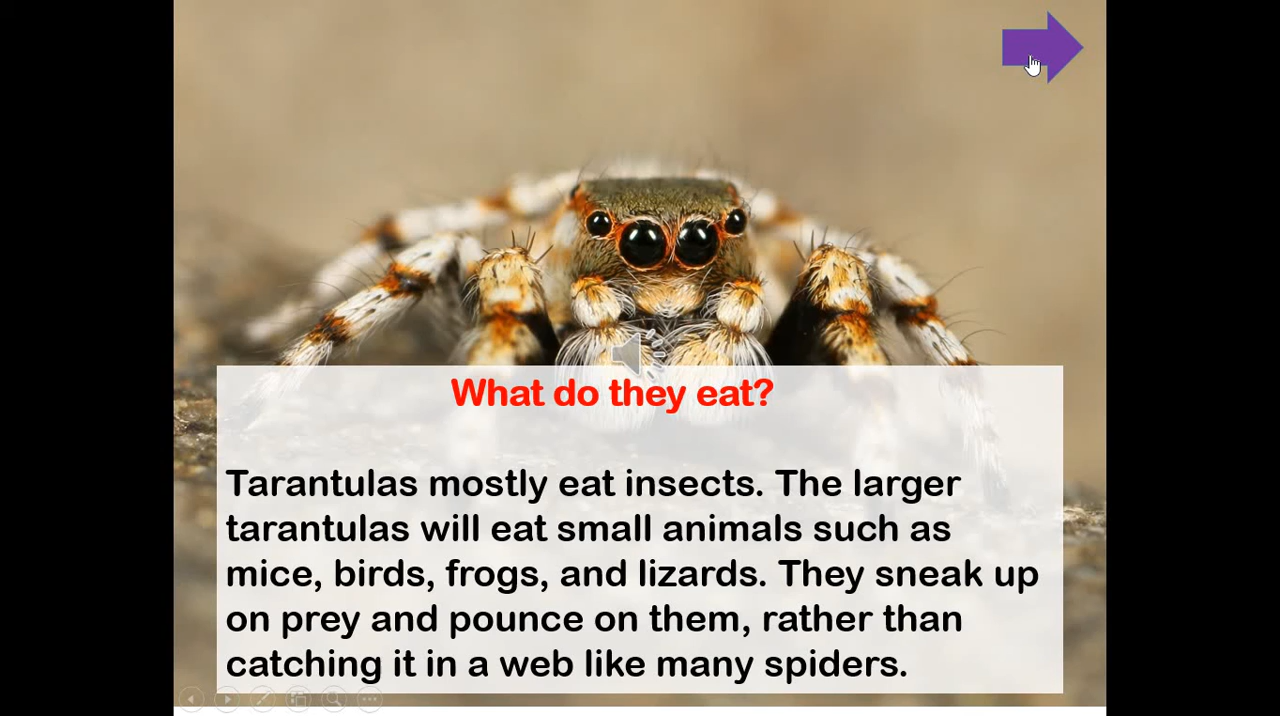 What do they eat?
Tarantulas mostly eat insects. The larger
tarantulas will eat small animals such as
mice, birds, frogs, and lizards. They sneak up
on prey and pounce on them, rather than
catching it in a web like many spiders.